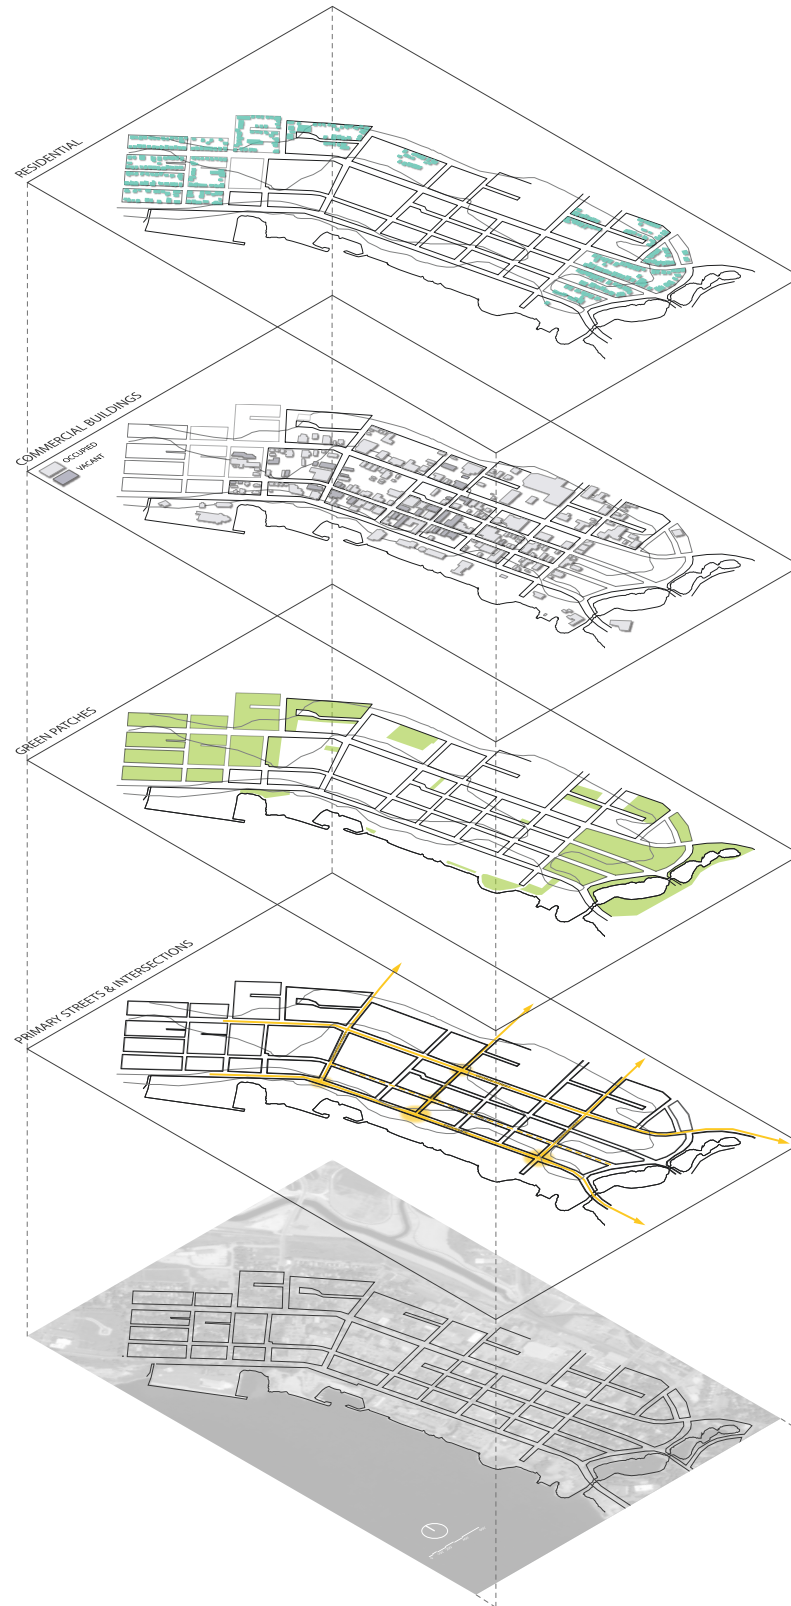 RESIDENTIAL
COMMERCIAL BUILDINGS
OCCUPIED
VACANT
GREEN PATCHES
PRIMARY STREETS & INTERSECTIONS